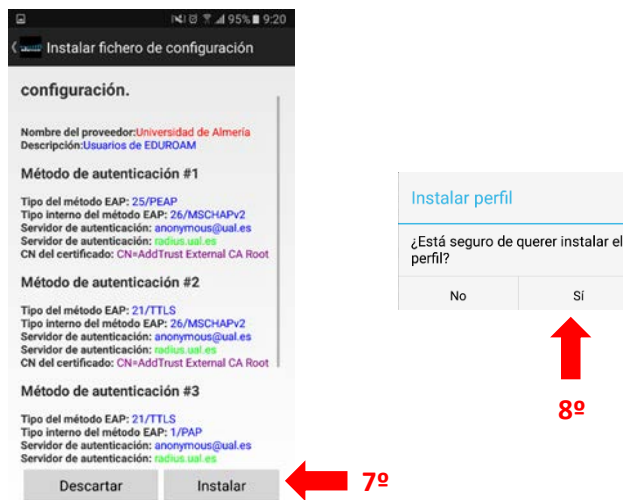 95% 9:20
Instalar fichero de configuración
configuración.
Nombre del proveedor:Universidad de Almería
Descripción:Usuarios de EDUROAM
Método de autenticación #1
Tipo del método EAP: 25/PEAP
Tipo interno del método EAP: 26/MSCHAPv2
Servidor de autenticación: anonymous@ual.es
Servidor de autenticación: radius.ual.es
CN del certificado: CN=AddTrust External CA Root
Método de autenticación #2
Tipo del método EAP: 21/TTLS
Tipo interno del método EAP: 26/MSCHAPv2
Servidor de autenticación: anonymous@ual.es
Servidor de autenticación: radius.ual.es
CN del certificado: CN=AddTrust External CA Root
Método de autenticación #3
Tipo del método EAP: 21/TTLS
Tipo interno del método EAP: 1/PAP
Servidor de autenticación: anonymous@ual.es
Servidor de autenticación: radius.ual.es
Descartar Instalar
7º
Instalar perfil
¿Está seguro de querer instalar el
perfil?
No Sí
8º